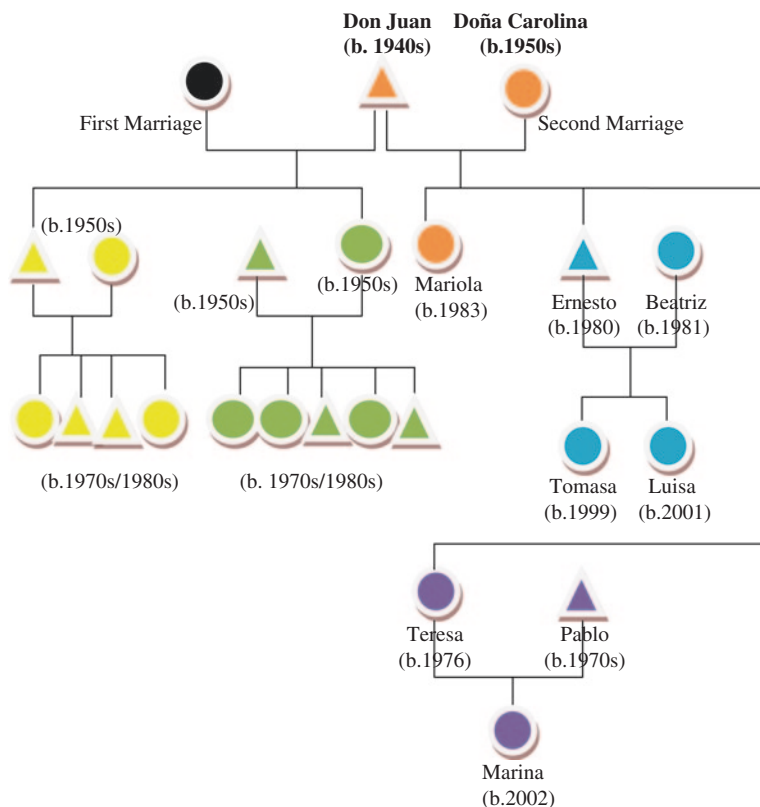 Don Juan
(b. 1940s)
Doña Carolina
(b.1950s)
First Marriage
Second Marriage
(b.1950s)
(b.1950s)
(b.1950s)
Mariola
(b.1983)
Ernesto
(b.1980)
Beatriz
(b.1981)
(b.1970s/1980s)
(b. 1970s/1980s)
Tomasa
(b.1999)
Luisa
(b.2001)
Teresa
(b.1976)
Pablo
(b.1970s)
Marina
(b.2002)